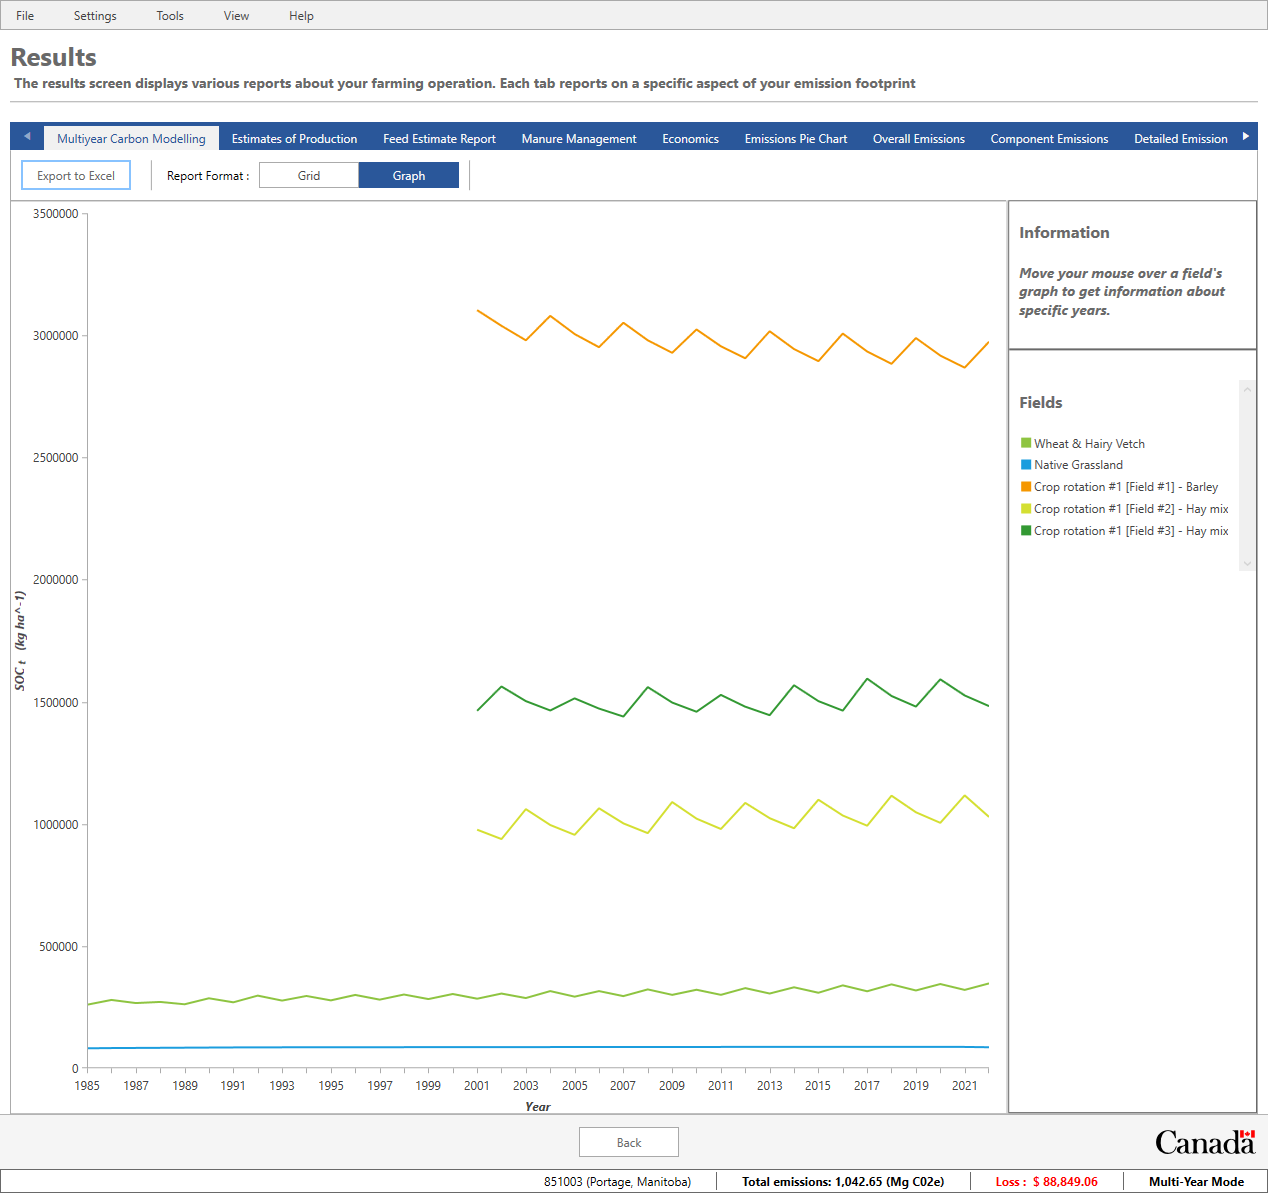 File Settings Tools View Help
Results
The results screen displays various reports about your farming operation. Each tab reports on a specific aspect of your emission footprint
Multiyear Carbon Modelling Estimates of Production Feed Estimate Report Manure Management Economics Emissions Pie Chart Overall Emissions Component Emissions Detailed Emission
Export to Excel Report Format : Grid Graph
3500000
3000000
2500000
2000000
1500000
1000000
500000
0
SOC t (kg ha^-1)
1985 1987 1989 1991 1993 1995 1997 1999 2001 2003 2005 2007 2009 2011 2013 2015 2017 2019 2021
Year
Information
Move your mouse over a field's
graph to get information about
specific years.
Fields
Wheat & Hairy Vetch
Native Grassland
Crop rotation #1 [Field #1] - Barley
Crop rotation #1 [Field #2] - Hay mix
Crop rotation #1 [Field #3] - Hay mix
Back
Canada
851003 (Portage, Manitoba) Total emissions: 1,042.65 (Mg C02e) Loss : $ 88,849.06 Multi-Year Mode